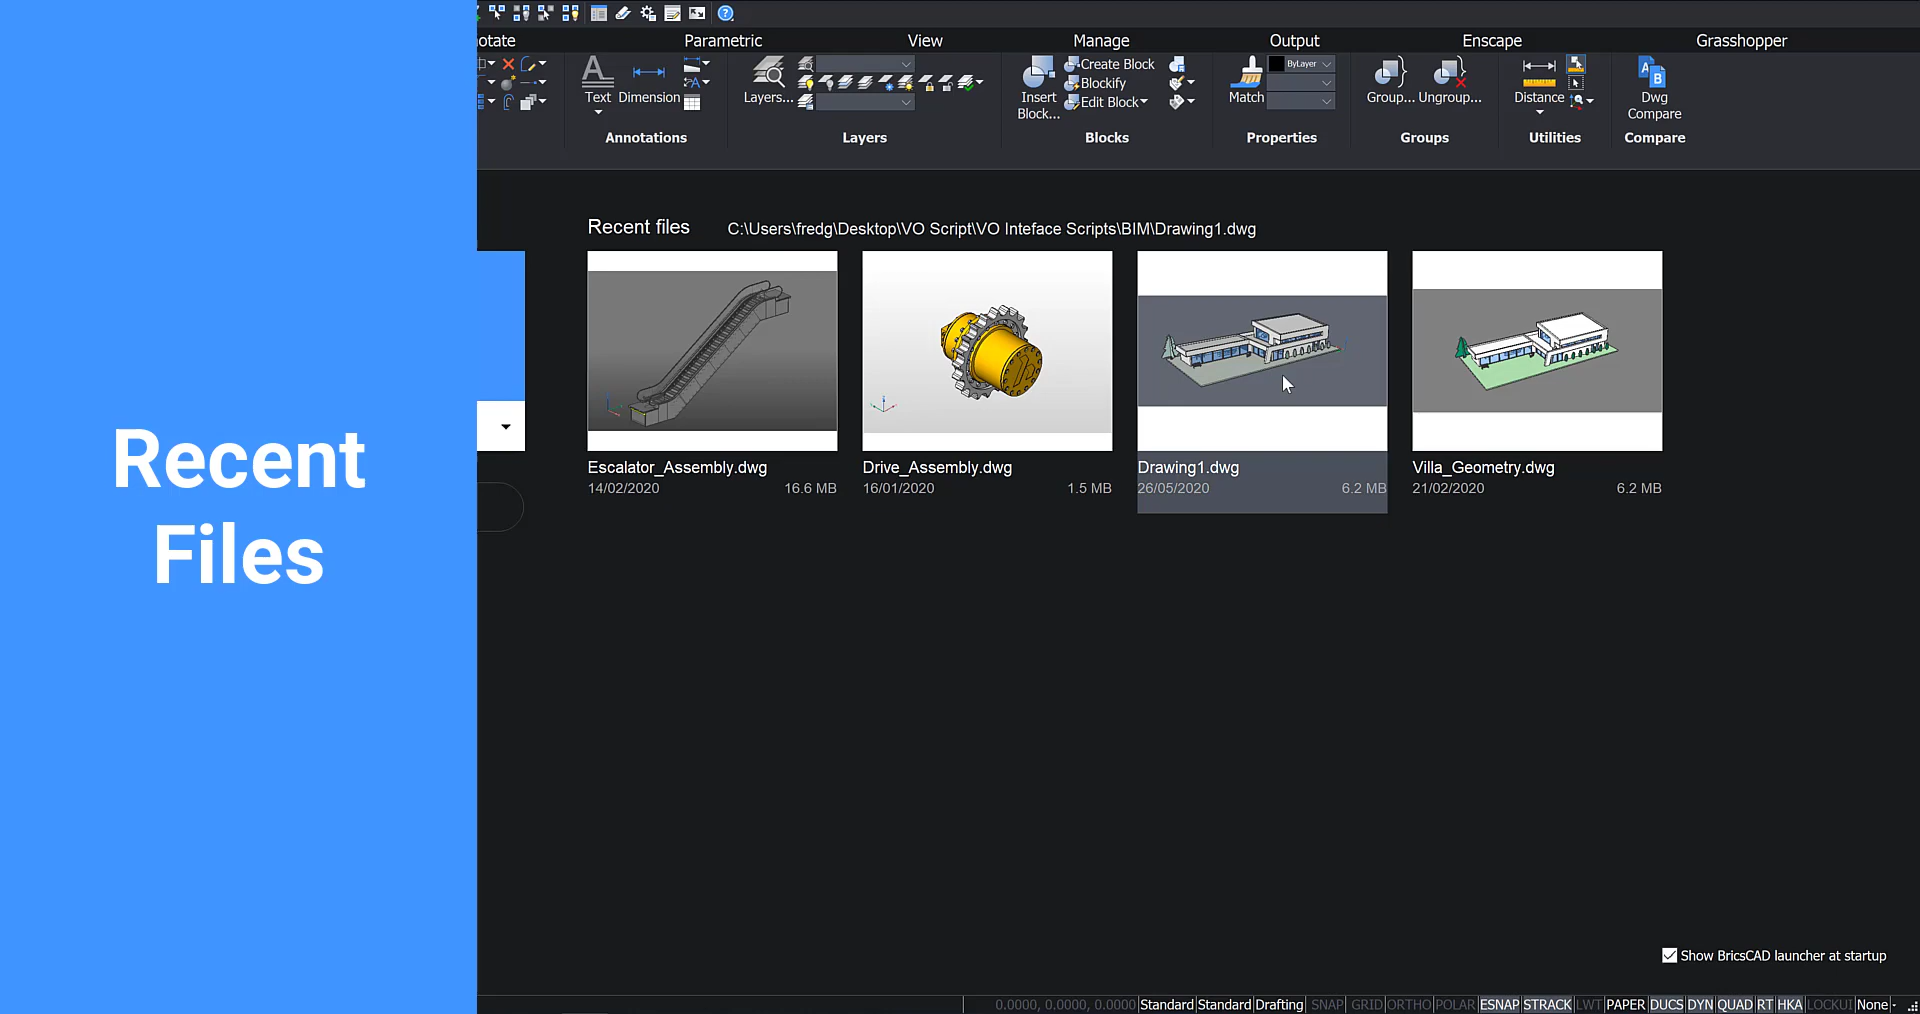 otate
Parametric
View
Manage
Output
Enscape
Grasshopper
Text
Dimension
Annotations
Layers...
Layers
Insert
Block...
Create Block
Blockify
Edit Block
Blocks
Match
ByLayer
Properties
Group...
Ungroup...
Groups
Distance
Utilities
Dwg
Compare
Compare
Recent
Files
Recent files
C:\Users\fredg\Desktop\VO Script\VO Inteface Scripts\BIM\Drawing1.dwg
Escalator_Assembly.dwg
14/02/2020 16.6 MB
Drive_Assembly.dwg
16/01/2020 1.5 MB
Drawing1.dwg
26/05/2020 6.2 MB
Villa_Geometry.dwg
21/02/2020 6.2 MB
Show BricsCAD launcher at startup
0.0000, 0.0000, 0.0000 Standard Standard Drafting SNAP GRID ORTHO POLAR ESNAP STRACK LWT PAPER DUCS DYN QUAD RT HKA LOCKUI None